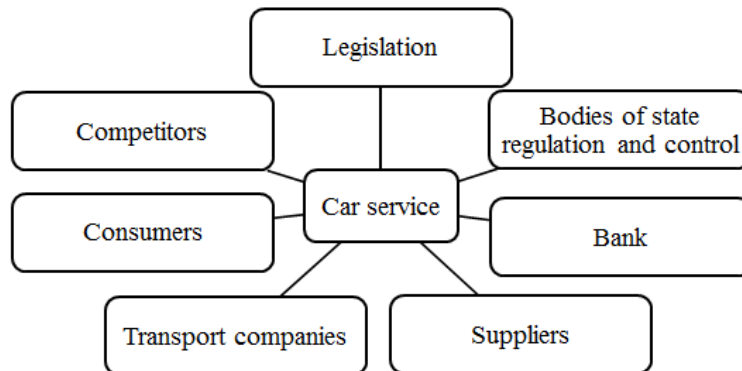 Legislation
Competitors
Bodies of state
regulation and control
Car service
Consumers
Bank
Transport companies
Suppliers